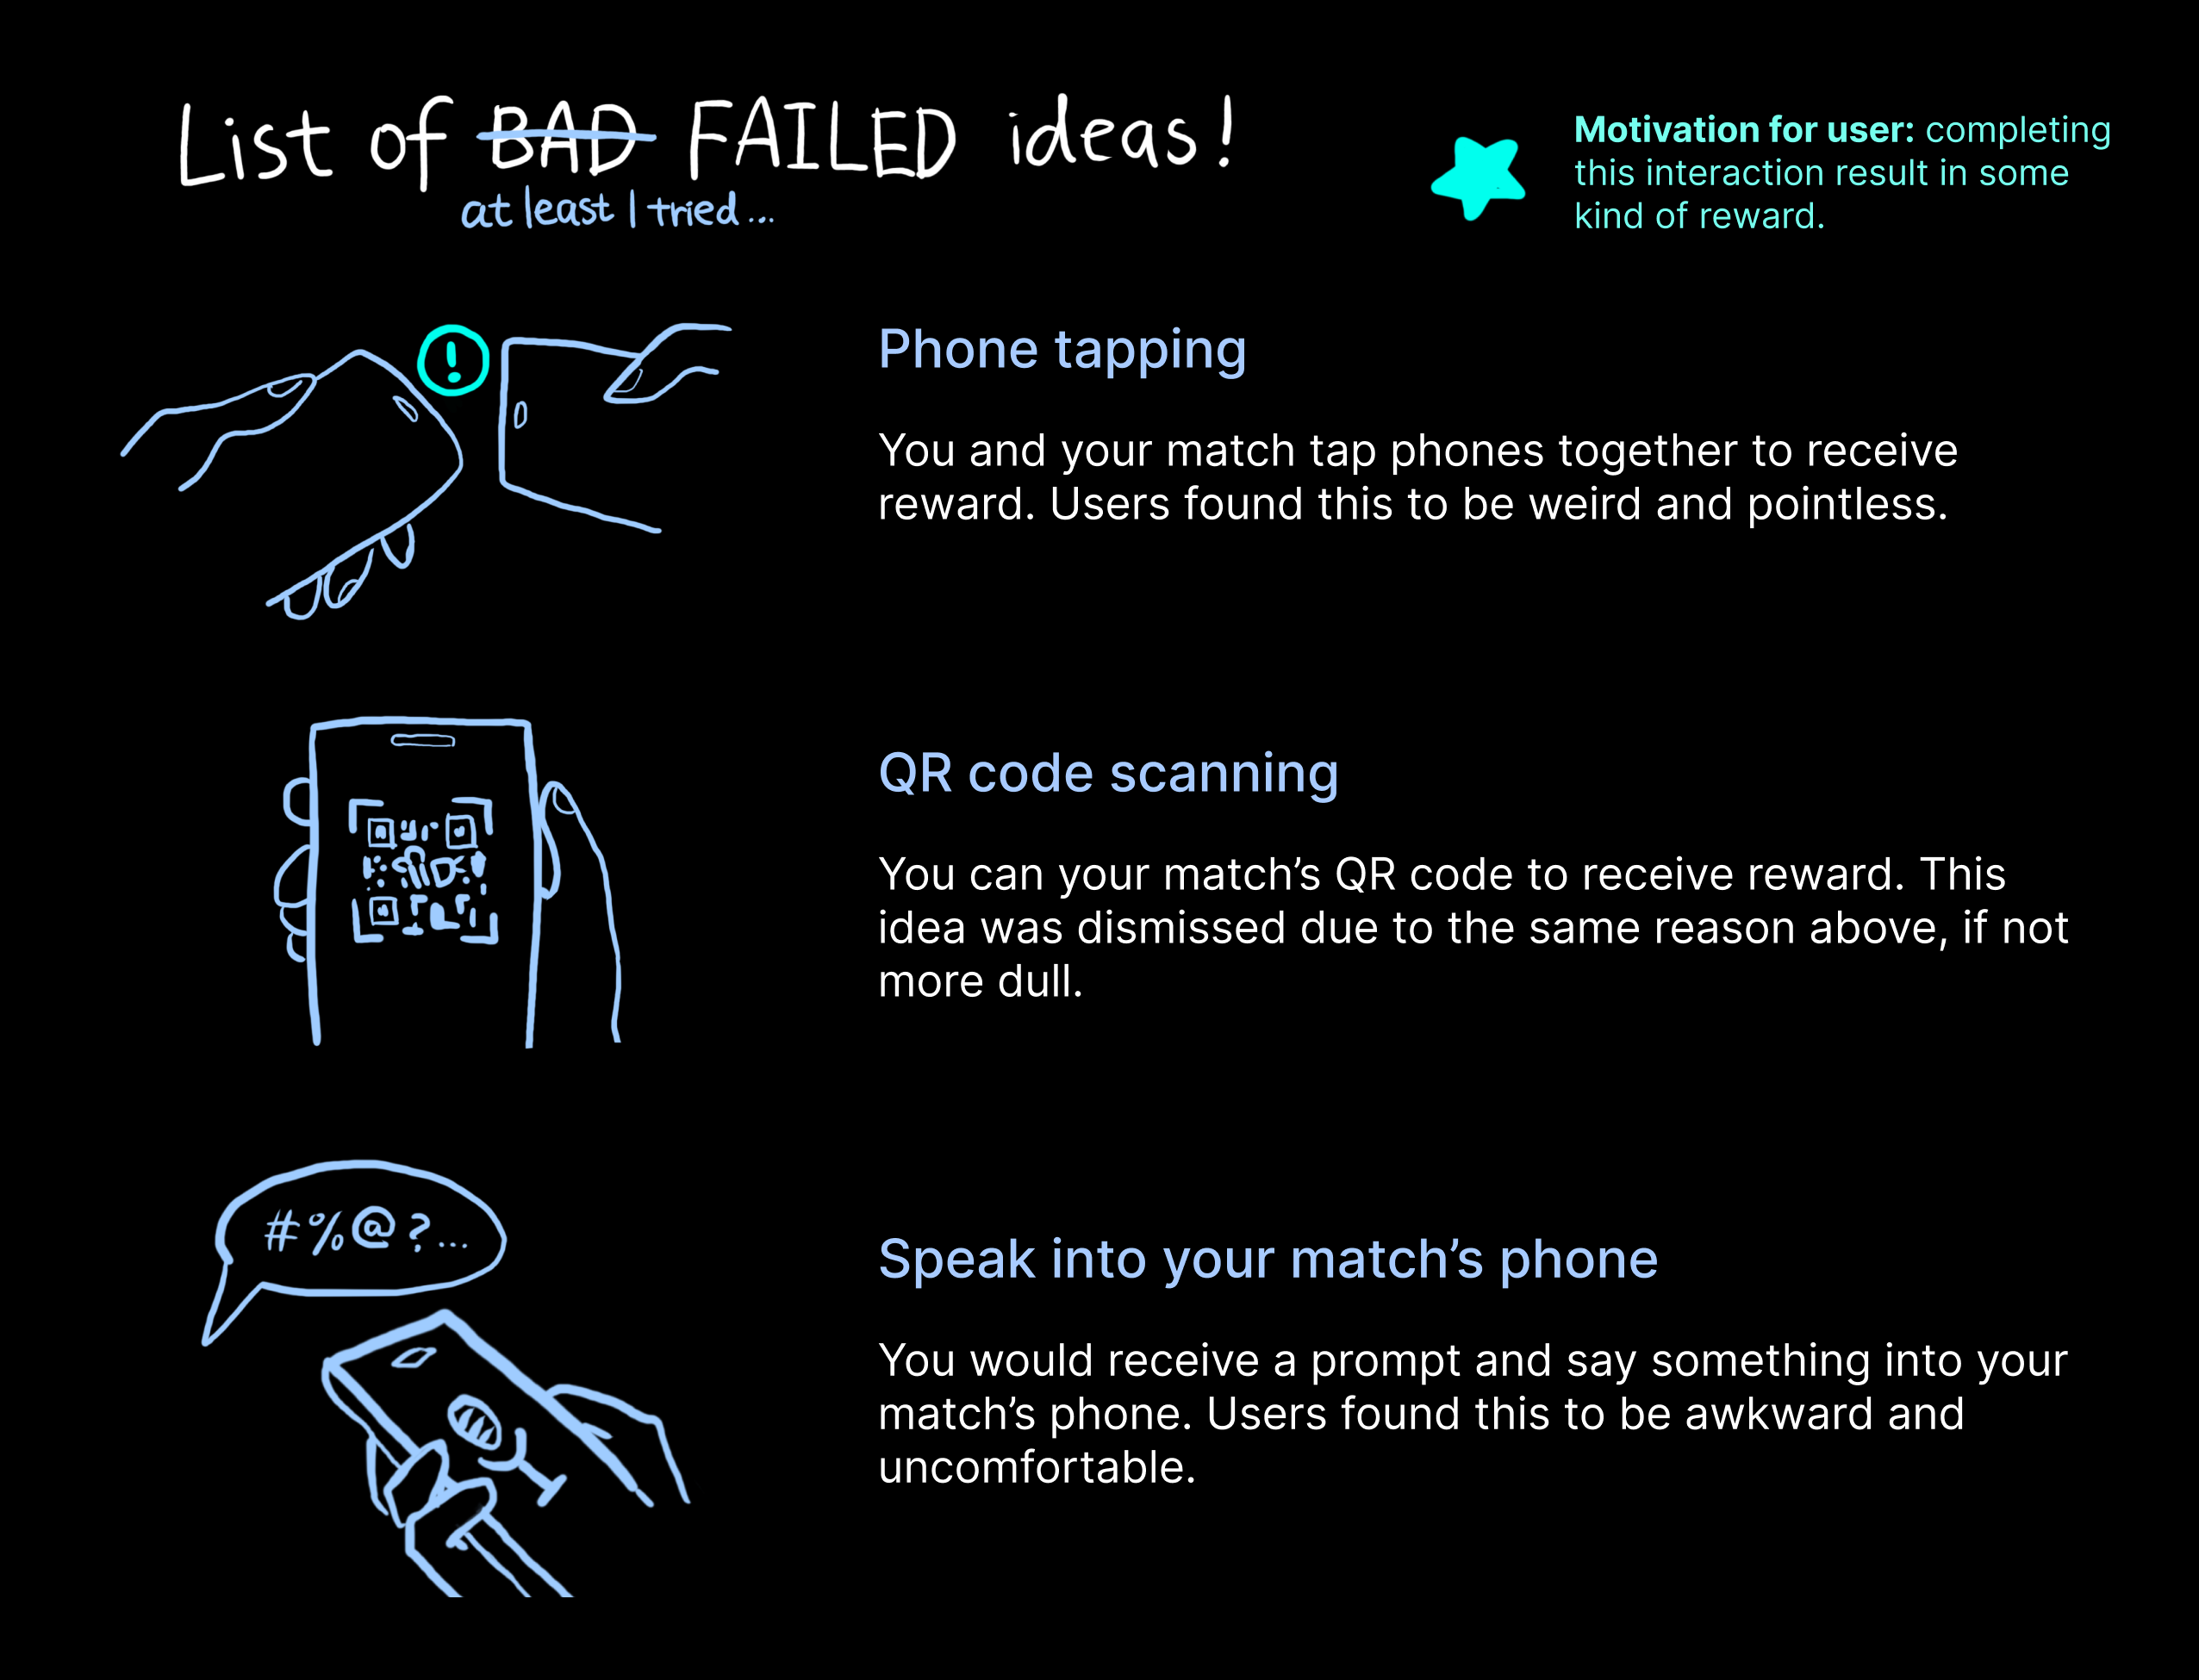 List of BAD FAILED ideas!
at least I tried...
Motivation for user: completing
this interaction result in some
kind of reward.
!
Phone tapping
You and your match tap phones together to receive
reward. Users found this to be weird and pointless.
QR code scanning
You can your match’s QR code to receive reward. This
idea was dismissed due to the same reason above, if not
more dull.
#%@?...
Speak into your match’s phone
You would receive a prompt and say something into your
match’s phone. Users found this to be awkward and
uncomfortable.